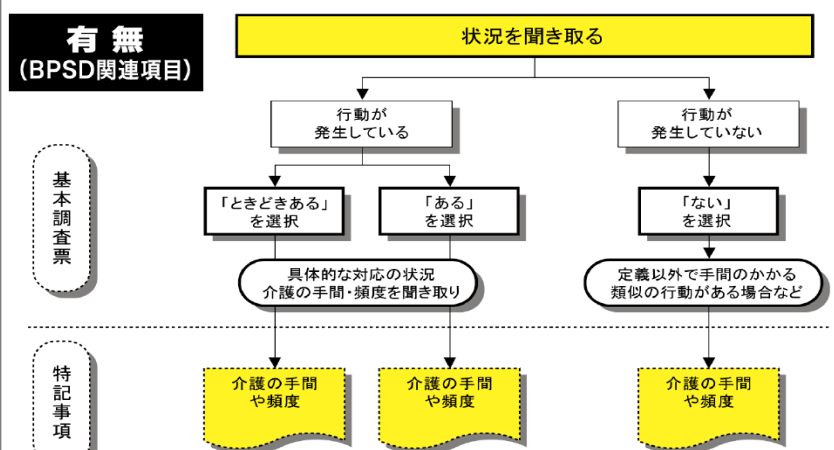 有無
(BPSD関連項目)
状況を聞き取る
行動が
発生している
行動が
発生していない
基本調査票
「ときどきある」
を選択
「ある」
を選択
「ない」
を選択
具体的な対応の状況
介護の手間・頻度を聞き取り
定義以外で手間のかかる
類似の行動がある場合など
特記事項
介護の手間
や頻度
介護の手間
や頻度
介護の手間
や頻度